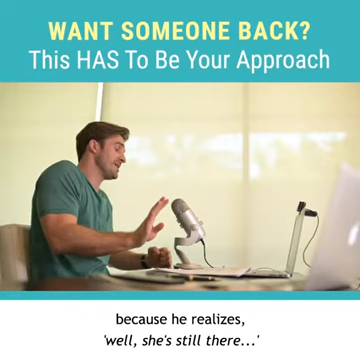 WANT SOMEONE BACK?
This HAS To Be Your Approach
because he realizes,
'well, she's still there...'